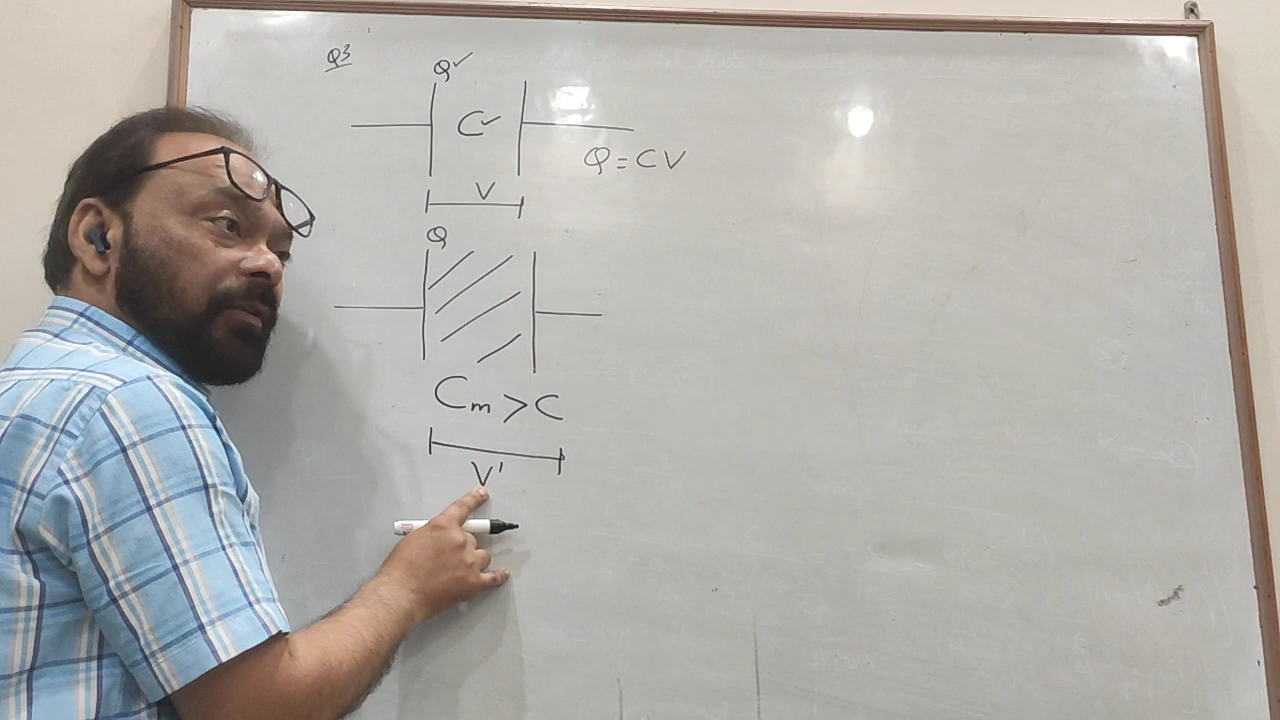 Q3
Q✓
C✓
Q = CV
V
Q
Cm > C
V'